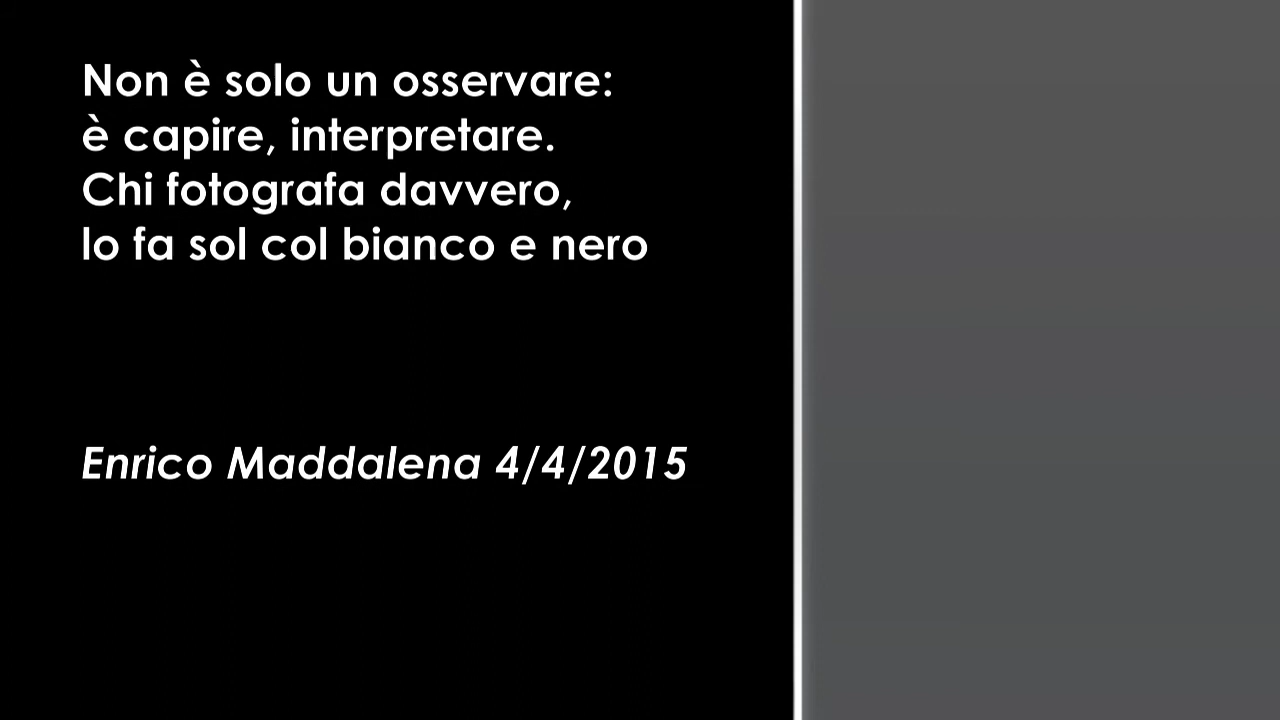 Non è solo un osservare:
è capire, interpretare.
Chi fotografa davvero,
lo fa sol col bianco e nero
Enrico Maddalena 4/4/2015